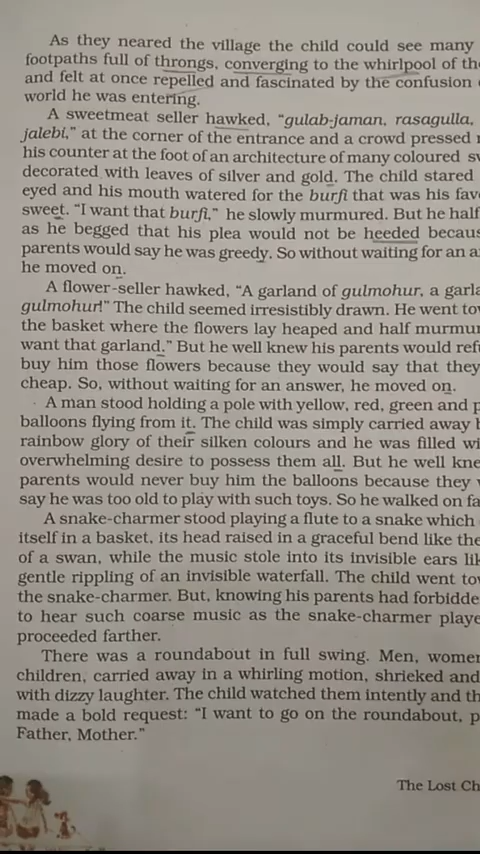 As they neared the village the child could see many
footpaths full of throngs, converging to the whirlpool of the
and felt at once repelled and fascinated by the confusion
world he was entering.
A sweetmeat seller hawked, “gulab-jaman, rasagulla,
jalebi,” at the corner of the entrance and a crowd pressed
his counter at the foot of an architecture of many coloured
decorated with leaves of silver and gold. The child stared
eyed and his mouth watered for the burfi that was his
sweet. “I want that burfi,” he slowly murmured. But he half
as he begged that his plea would not be heeded
parents would say he was greedy. So without waiting for an
he moved on.
A flower-seller hawked, “A garland of gulmohur, a
gulmohur!” The child seemed irresistibly drawn. He went
the basket where the flowers lay heaped and half
want that garland.” But he well knew his parents would
buy him those flowers because they would say that they
cheap. So, without waiting for an answer, he moved on.
A man stood holding a pole with yellow, red, green and
balloons flying from it. The child was simply carried away
rainbow glory of their silken colours and he was filled
overwhelming desire to possess them all. But he well
parents would never buy him the balloons because they
say he was too old to play with such toys. So he walked on
A snake-charmer stood playing a flute to a snake which
itself in a basket, its head raised in a graceful bend like the
of a swan, while the music stole into its invisible ears
gentle rippling of an invisible waterfall. The child went
the snake-charmer. But, knowing his parents had
to hear such coarse music as the snake-charmer
proceeded farther.
There was a roundabout in full swing. Men,
children, carried away in a whirling motion, shrieked and
with dizzy laughter. The child watched them intently and
made a bold request: “I want to go on the roundabout,
Father, Mother.”
The Lost